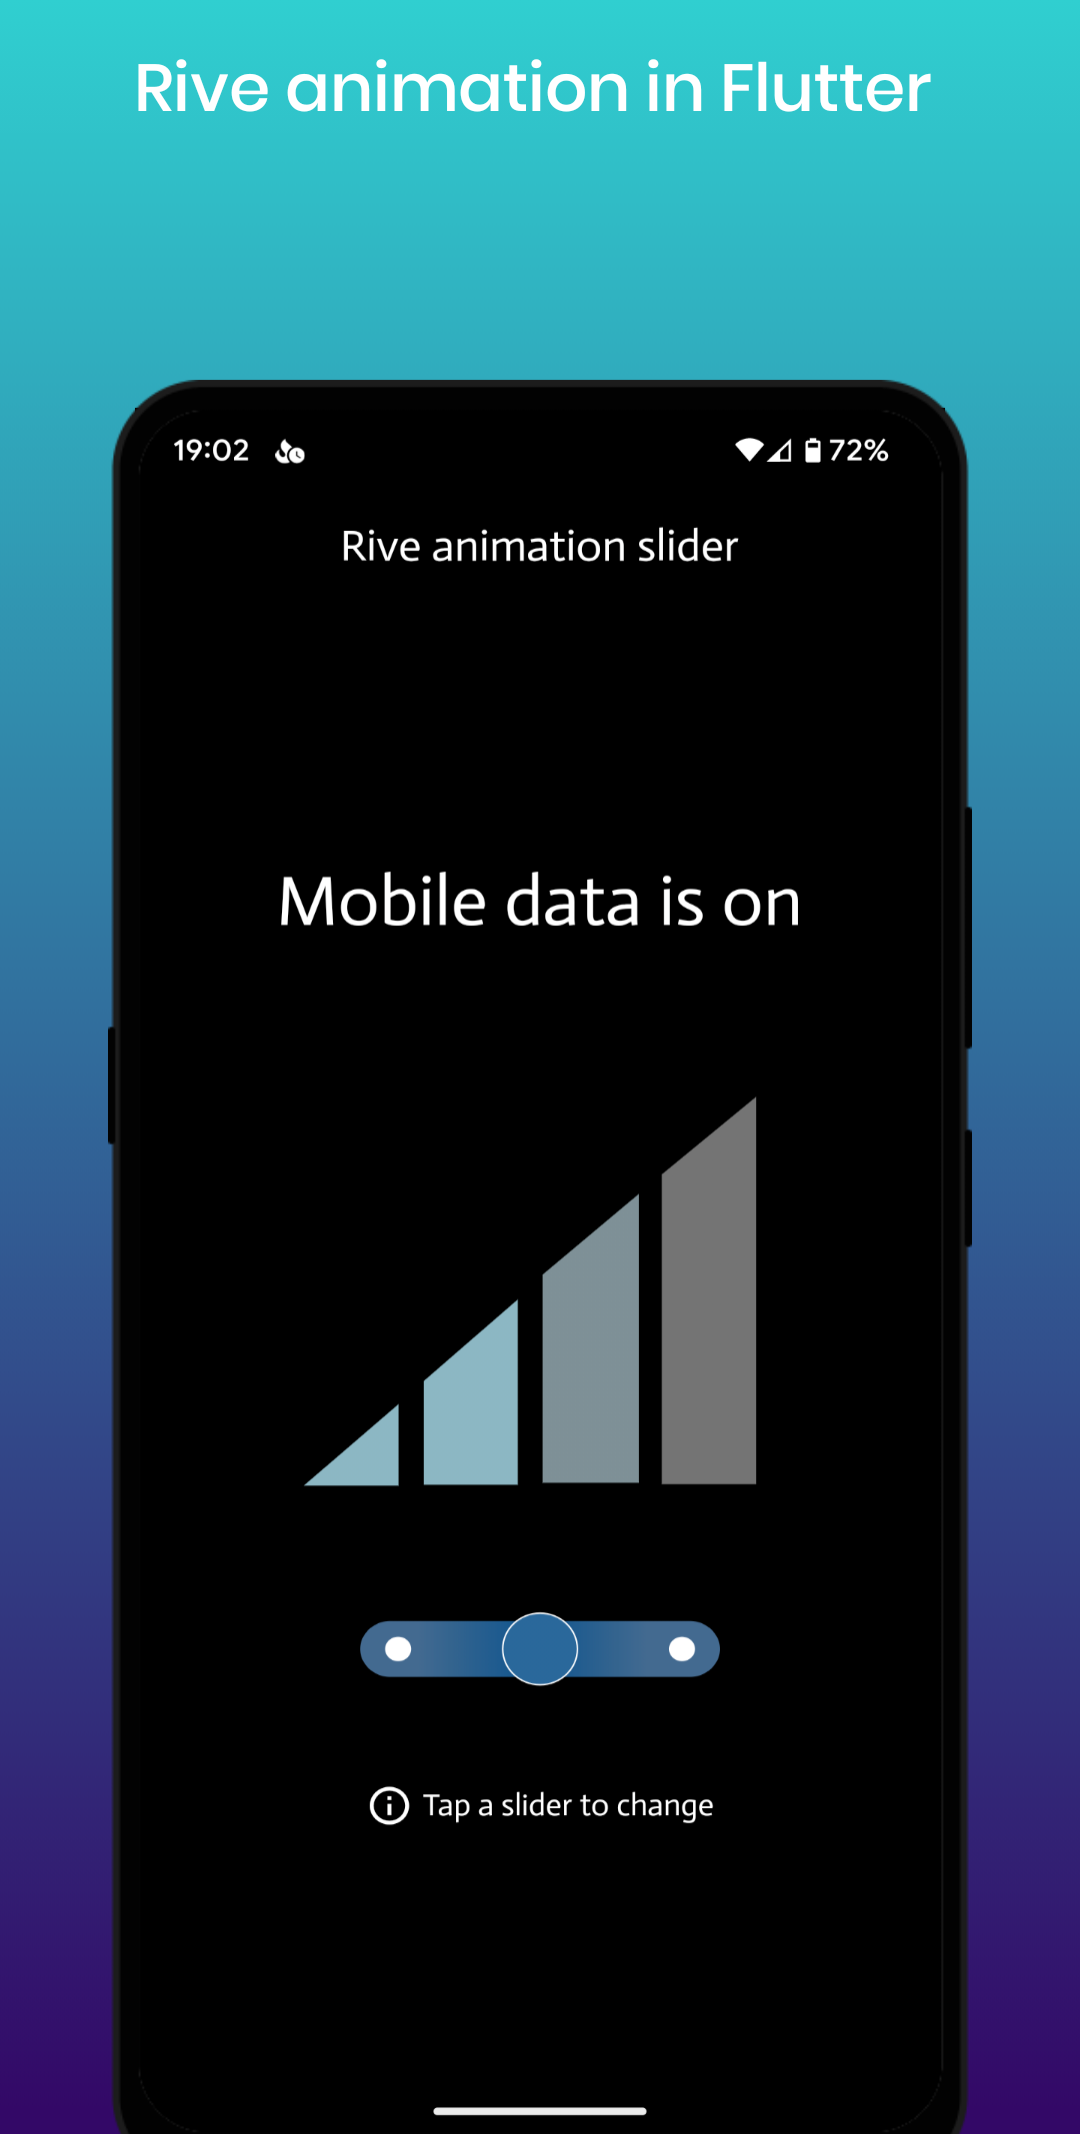 Rive animation in Flutter
19:02 72%
Rive animation slider
Mobile data is on
Tap a slider to change